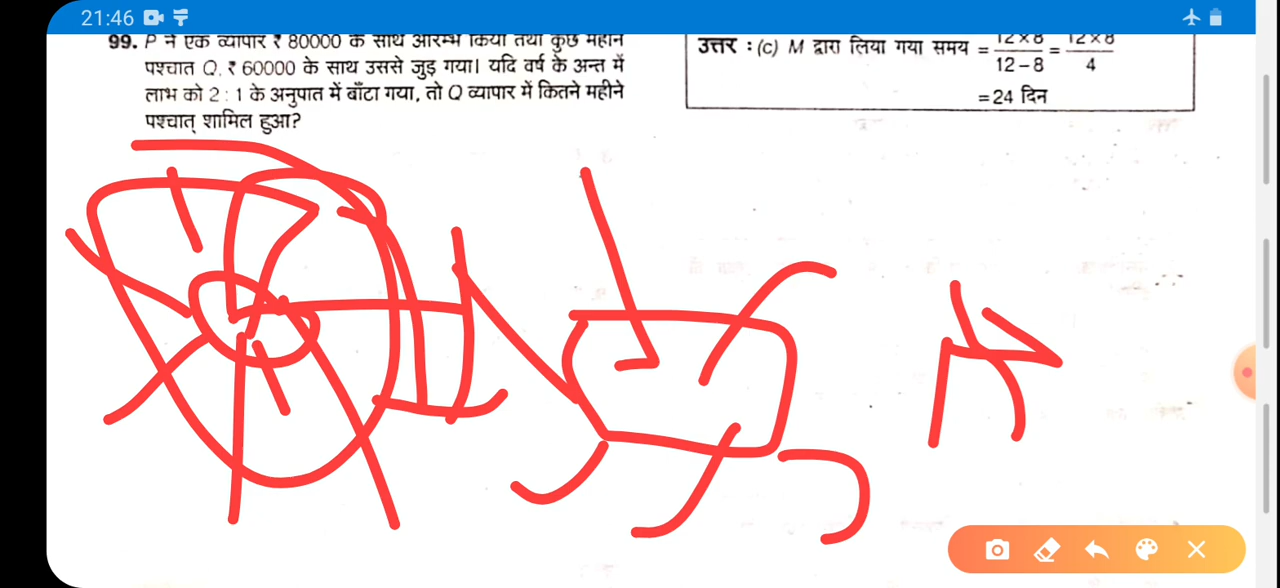 21:46
99. P ने एक व्यापार ₹ 80000 के साथ आरम्भ किया तथा कुछ महीने
पश्चात Q, ₹ 60000 के साथ उससे जुड़ गया। यदि वर्ष के अन्त में
लाभ को 2 : 1 के अनुपात में बाँटा गया, तो Q व्यापार में कितने महीने
पश्चात् शामिल हुआ?
उत्तर : (c) M द्वारा लिया गया समय = 12×8 / 12 – 8 = 12×8 / 4
= 24 दिन